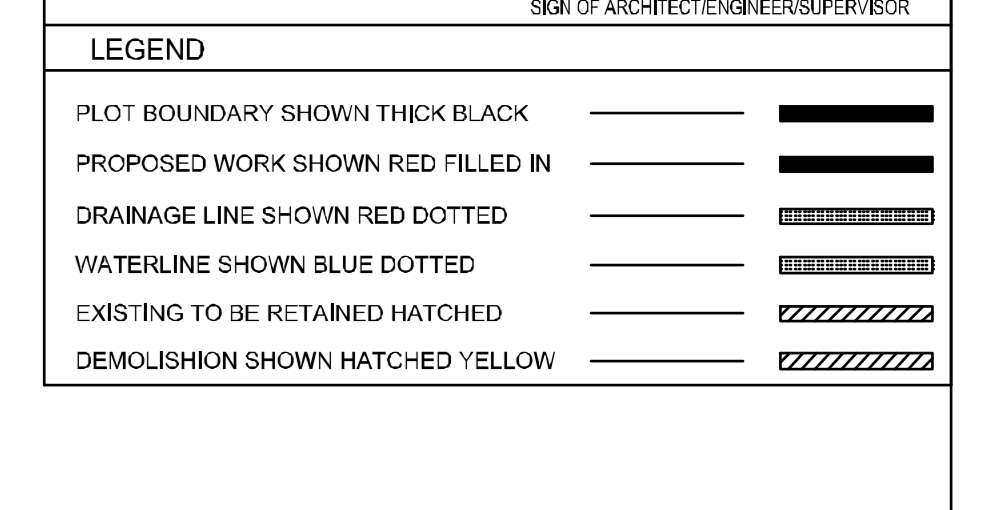 SIGN OF ARCHITECT/ENGINEER/SUPERVISOR
LEGEND
PLOT BOUNDARY SHOWN THICK BLACK
PROPOSED WORK SHOWN RED FILLED IN
DRAINAGE LINE SHOWN RED DOTTED
WATERLINE SHOWN BLUE DOTTED
EXISTING TO BE RETAINED HATCHED
DEMOLISHION SHOWN HATCHED YELLOW